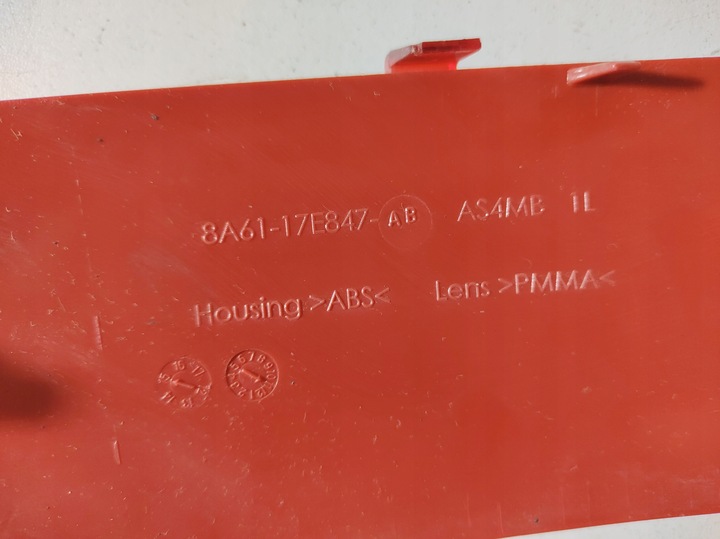 8A61-17E847-AB AS4MB 1L
Housing >ABS< Lens >PMMA<